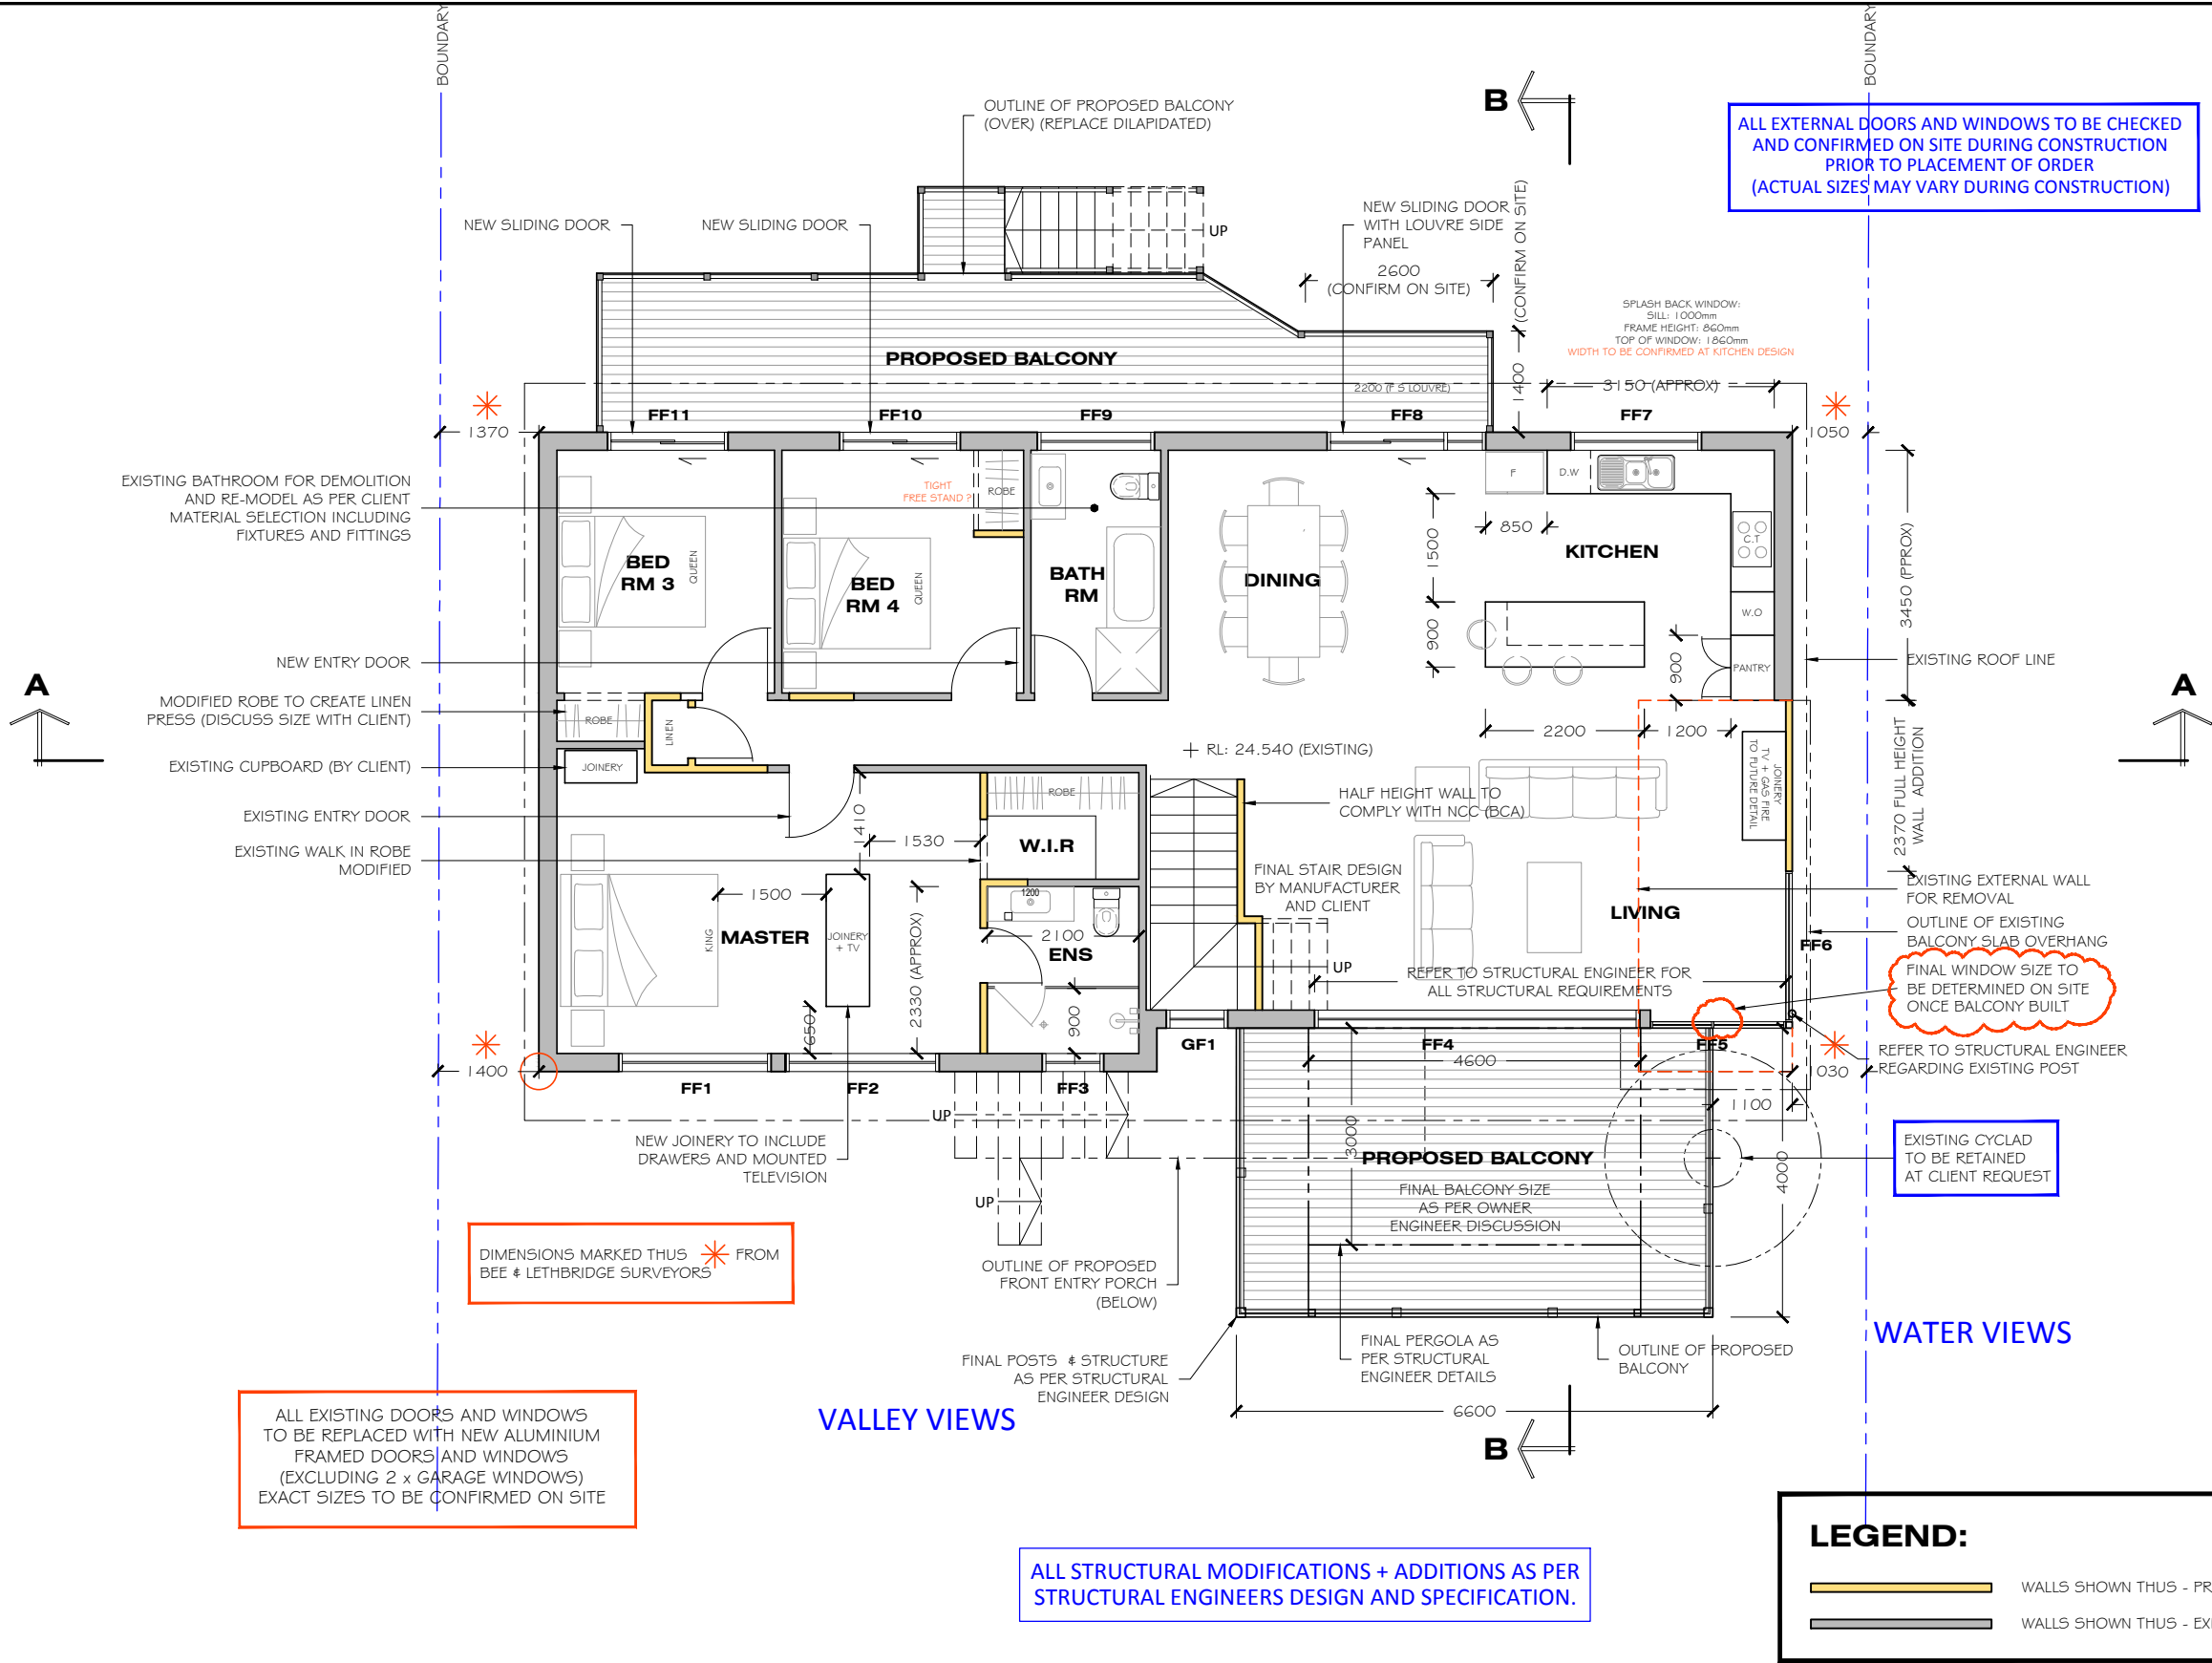 BOUNDARY
BOUNDARY
OUTLINE OF PROPOSED BALCONY
(OVER) (REPLACE DILAPIDATED)
B
ALL EXTERNAL DOORS AND WINDOWS TO BE CHECKED
AND CONFIRMED ON SITE DURING CONSTRUCTION
PRIOR TO PLACEMENT OF ORDER
(ACTUAL SIZES MAY VARY DURING CONSTRUCTION)
NEW SLIDING DOOR
NEW SLIDING DOOR
UP
NEW SLIDING DOOR
WITH LOUVRE SIDE
PANEL
2600
(CONFIRM ON SITE)
1400 (CONFIRM ON SITE)
SPLASH BACK WINDOW:
SILL: 1000mm
FRAME HEIGHT: 860mm
TOP OF WINDOW: 1860mm
WIDTH TO BE CONFIRMED AT KITCHEN DESIGN
PROPOSED BALCONY
2200 (F S LOUVRE)
3150 (APPROX)
1370
FF11
FF10
FF9
FF8
FF7
1050
EXISTING BATHROOM FOR DEMOLITION
AND RE-MODEL AS PER CLIENT
MATERIAL SELECTION INCLUDING
FIXTURES AND FITTINGS
TIGHT
FREE STAND ?
ROBE
F
D.W
C.T
850
1500
KITCHEN
BED
RM 3
QUEEN
BED
RM 4
QUEEN
BATH
RM
DINING
3450 (PPROX)
W.O
900
900
PANTRY
NEW ENTRY DOOR
EXISTING ROOF LINE
A
MODIFIED ROBE TO CREATE LINEN
PRESS (DISCUSS SIZE WITH CLIENT)
ROBE
LINEN
A
2200
1200
RL: 24.540 (EXISTING)
EXISTING CUPBOARD (BY CLIENT)
JOINERY
JOINERY
TV + GAS FIRE
TO FUTURE DETAIL
2370 FULL HEIGHT
WALL ADDITION
EXISTING ENTRY DOOR
1410
ROBE
HALF HEIGHT WALL TO
COMPLY WITH NCC (BCA)
EXISTING WALK IN ROBE
MODIFIED
1530
W.I.R
FINAL STAIR DESIGN
BY MANUFACTURER
AND CLIENT
EXISTING EXTERNAL WALL
FOR REMOVAL
1500
1200
LIVING
OUTLINE OF EXISTING
BALCONY SLAB OVERHANG
KING
MASTER
JOINERY
+ TV
2330 (APPROX)
2100
ENS
FF6
UP
REFER TO STRUCTURAL ENGINEER FOR
ALL STRUCTURAL REQUIREMENTS
FINAL WINDOW SIZE TO
BE DETERMINED ON SITE
ONCE BALCONY BUILT
650
900
GF1
FF4
FF5
4600
REFER TO STRUCTURAL ENGINEER
REGARDING EXISTING POST
1400
030
FF1
FF2
FF3
1100
UP
3000
NEW JOINERY TO INCLUDE
DRAWERS AND MOUNTED
TELEVISION
PROPOSED BALCONY
EXISTING CYCLAD
TO BE RETAINED
AT CLIENT REQUEST
4000
UP
FINAL BALCONY SIZE
AS PER OWNER
ENGINEER DISCUSSION
DIMENSIONS MARKED THUS FROM
BEE & LETHBRIDGE SURVEYORS
OUTLINE OF PROPOSED
FRONT ENTRY PORCH
(BELOW)
WATER VIEWS
FINAL POSTS & STRUCTURE
AS PER STRUCTURAL
ENGINEER DESIGN
FINAL PERGOLA AS
PER STRUCTURAL
ENGINEER DETAILS
OUTLINE OF PROPOSED
BALCONY
6600
VALLEY VIEWS
B
ALL EXISTING DOORS AND WINDOWS
TO BE REPLACED WITH NEW ALUMINIUM
FRAMED DOORS AND WINDOWS
(EXCLUDING 2 x GARAGE WINDOWS)
EXACT SIZES TO BE CONFIRMED ON SITE
ALL STRUCTURAL MODIFICATIONS + ADDITIONS AS PER
STRUCTURAL ENGINEERS DESIGN AND SPECIFICATION.
LEGEND:
WALLS SHOWN THUS - PR
WALLS SHOWN THUS - EX